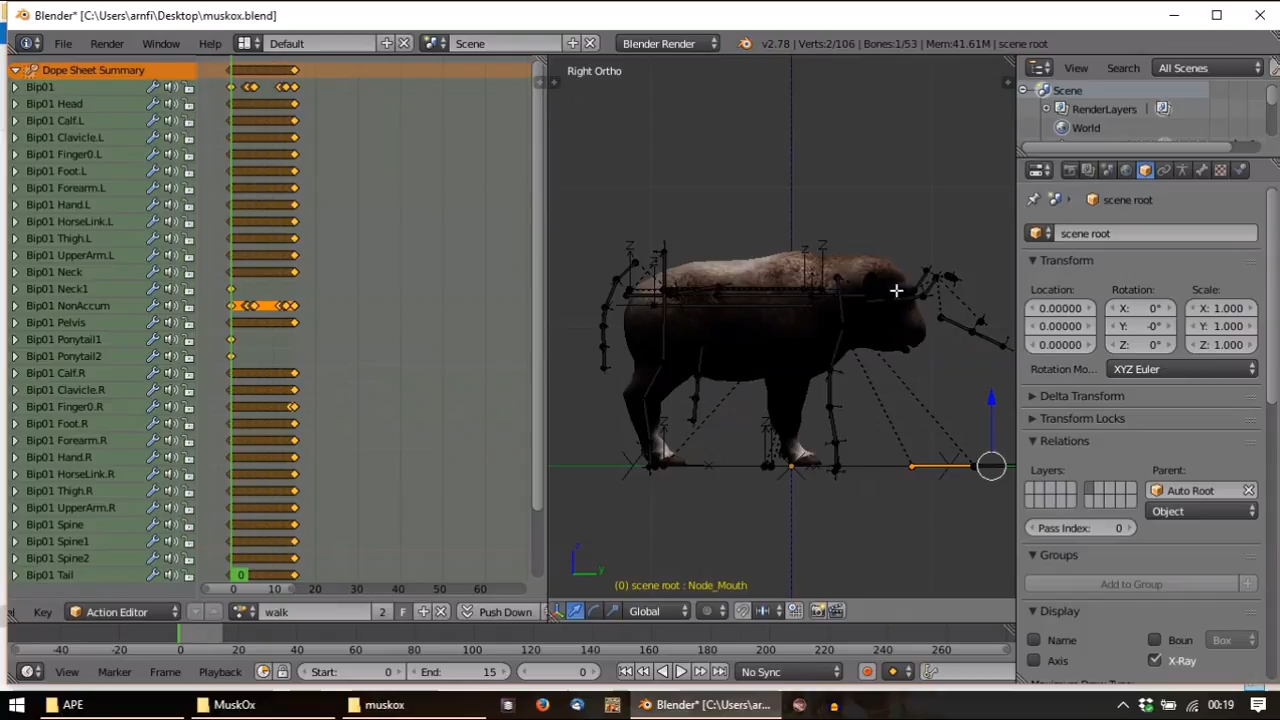 Blender* [C:\Users\arnfi\Desktop\muskox.blend]
File Render Window Help Default Scene Blender Render v2.78 | Verts:2/106 | Bones:1/53 | Mem:41.61M | scene root
Dope Sheet Summary
Bip01
Bip01 Head
Bip01 Calf.L
Bip01 Clavicle.L
Bip01 Finger0.L
Bip01 Foot.L
Bip01 Forearm.L
Bip01 Hand.L
Bip01 HorseLink.L
Bip01 Thigh.L
Bip01 UpperArm.L
Bip01 Neck
Bip01 Neck1
Bip01 NonAccum
Bip01 Pelvis
Bip01 Ponytail1
Bip01 Ponytail2
Bip01 Calf.R
Bip01 Clavicle.R
Bip01 Finger0.R
Bip01 Foot.R
Bip01 Forearm.R
Bip01 Hand.R
Bip01 HorseLink.R
Bip01 Thigh.R
Bip01 UpperArm.R
Bip01 Spine
Bip01 Spine1
Bip01 Spine2
Bip01 Tail
0
0 10 20 30 40 50 60
Key Action Editor walk 2 F Push Down
Right Ortho
(0) scene root : Node_Mouth
Global
View Search All Scenes
Scene
RenderLayers
World
scene root
scene root
Transform
Location: Rotation: Scale:
0.00000 X: 0° X: 1.000
0.00000 Y: -0° Y: 1.000
0.00000 Z: 0° Z: 1.000
Rotation Mo... XYZ Euler
Delta Transform
Transform Locks
Relations
Layers: Parent:
Auto Root
Object
Pass Index: 0
Groups
Add to Group
Display
Name Boun Box
Axis X-Ray
-40 -20 0 20 40 60 80 100 120 140 160 180 200 220 240 260
View Marker Frame Playback Start: 0 End: 15 0 No Sync
APE MuskOx muskox Blender* [C:\Users\ar... 00:19